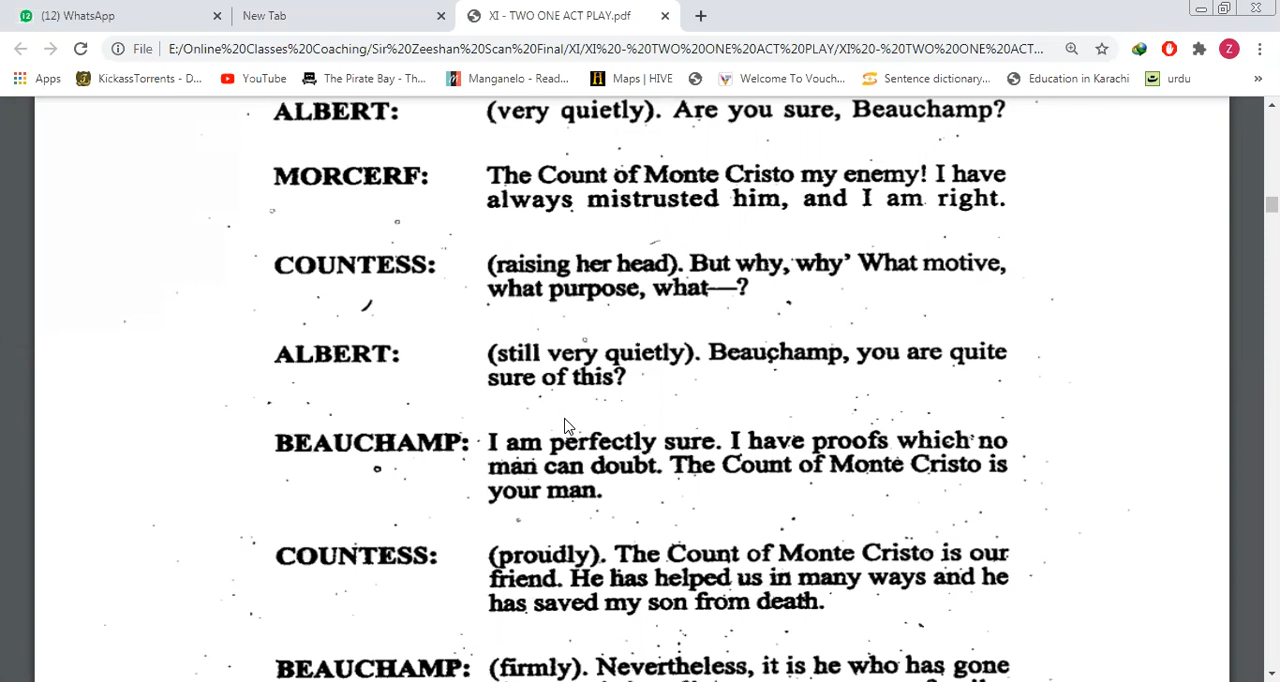 (12) WhatsApp
New Tab
XI - TWO ONE ACT PLAY.pdf
File
E:/Online%20Classes%20Coaching/Sir%20Zeeshan%20Scan%20Final/XI/XI%20-%20TWO%20ONE%20ACT%20PLAY/XI%20-%20TWO%20ONE%20ACT...
Z
Apps
KickassTorrents - D...
YouTube
The Pirate Bay - Th...
Manganelo - Read...
Maps | HIVE
Welcome To Vouch...
Sentence dictionary...
Education in Karachi
urdu
»
ALBERT: (very quietly). Are you sure, Beauchamp?
MORCERF: The Count of Monte Cristo my enemy! I have
always mistrusted him, and I am right.
COUNTESS: (raising her head). But why, why' What motive,
what purpose, what—?
ALBERT: (still very quietly). Beauchamp, you are quite
sure of this?
BEAUCHAMP: I am perfectly sure. I have proofs which no
man can doubt. The Count of Monte Cristo is
your man.
COUNTESS: (proudly). The Count of Monte Cristo is our
friend. He has helped us in many ways and he
has saved my son from death.
BEAUCHAMP: (firmly). Nevertheless, it is he who has gone